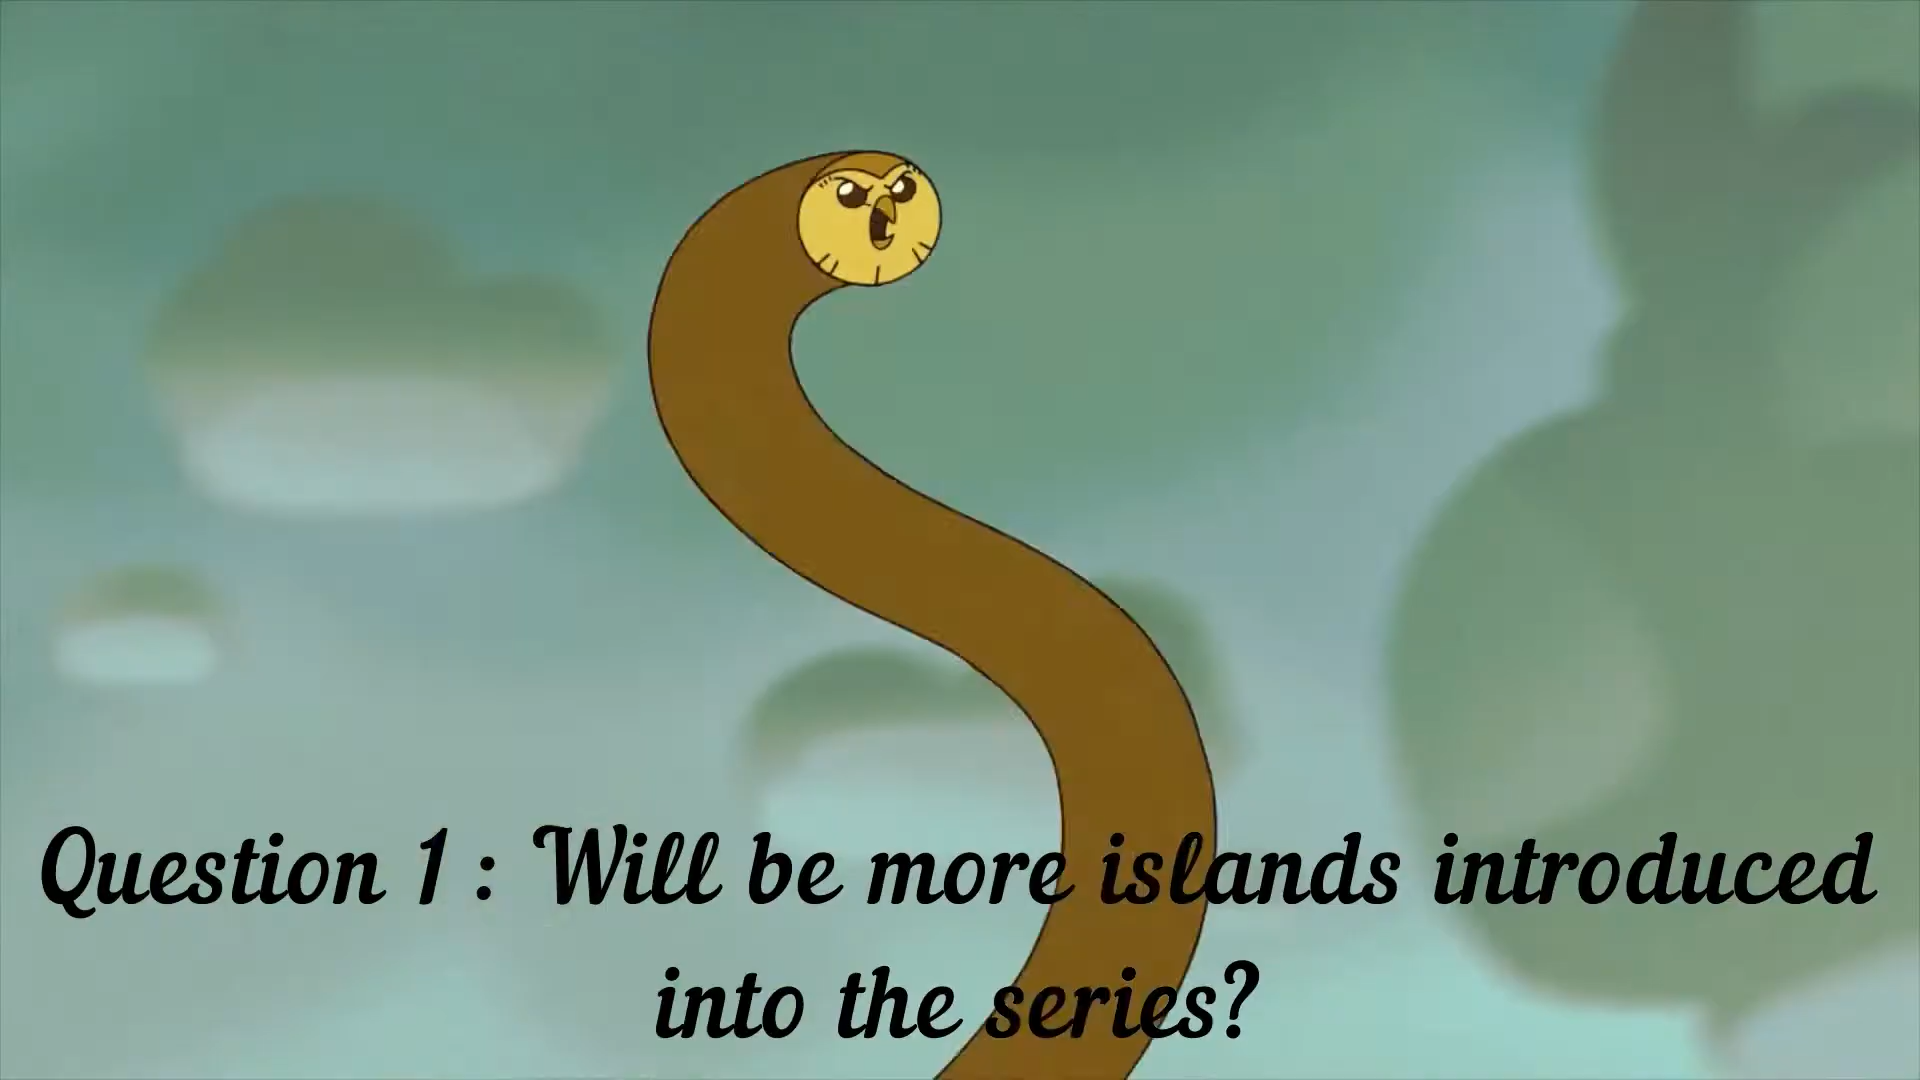 Question 1 : Will be more islands introduced
into the series?